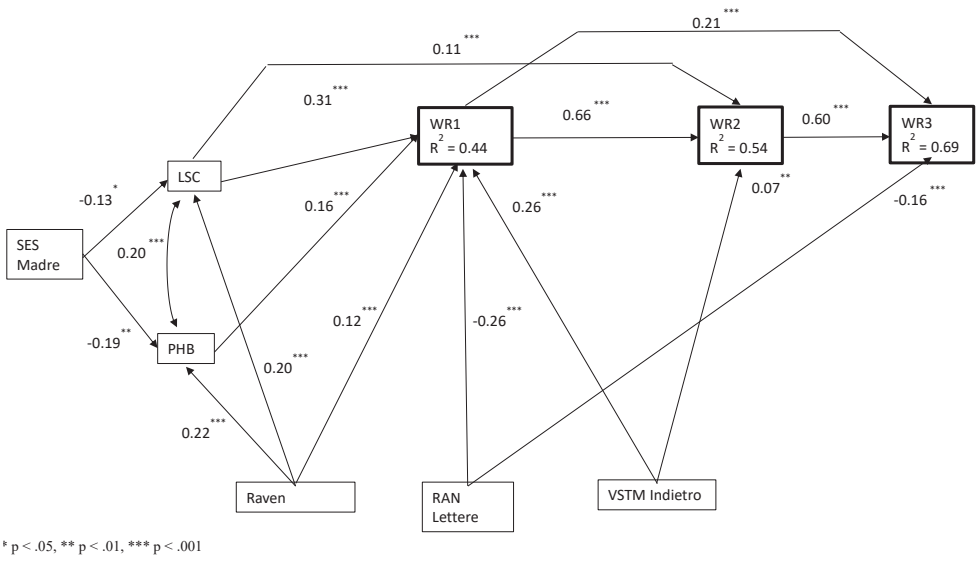 0.21***
0.11***
0.31***
WR1
R² = 0.44
0.66***
WR2
R² = 0.54
0.60***
WR3
R² = 0.69
LSC
-0.13*
0.16***
0.26***
0.07**
-0.16***
SES
Madre
0.20***
0.12***
-0.26***
-0.19**
PHB
0.20***
0.22***
Raven
RAN
Lettere
VSTM Indietro
* p < .05, ** p < .01, *** p < .001